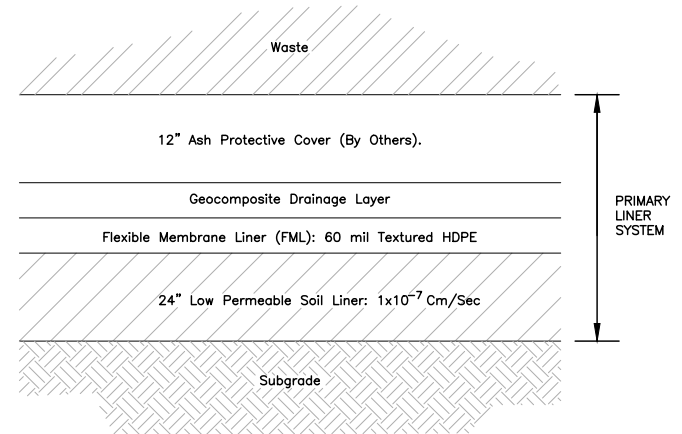 Waste
12" Ash Protective Cover (By Others).
Geocomposite Drainage Layer
Flexible Membrane Liner (FML): 60 mil Textured HDPE
24" Low Permeable Soil Liner: 1x10⁻⁷ Cm/Sec
Subgrade
PRIMARY
LINER
SYSTEM